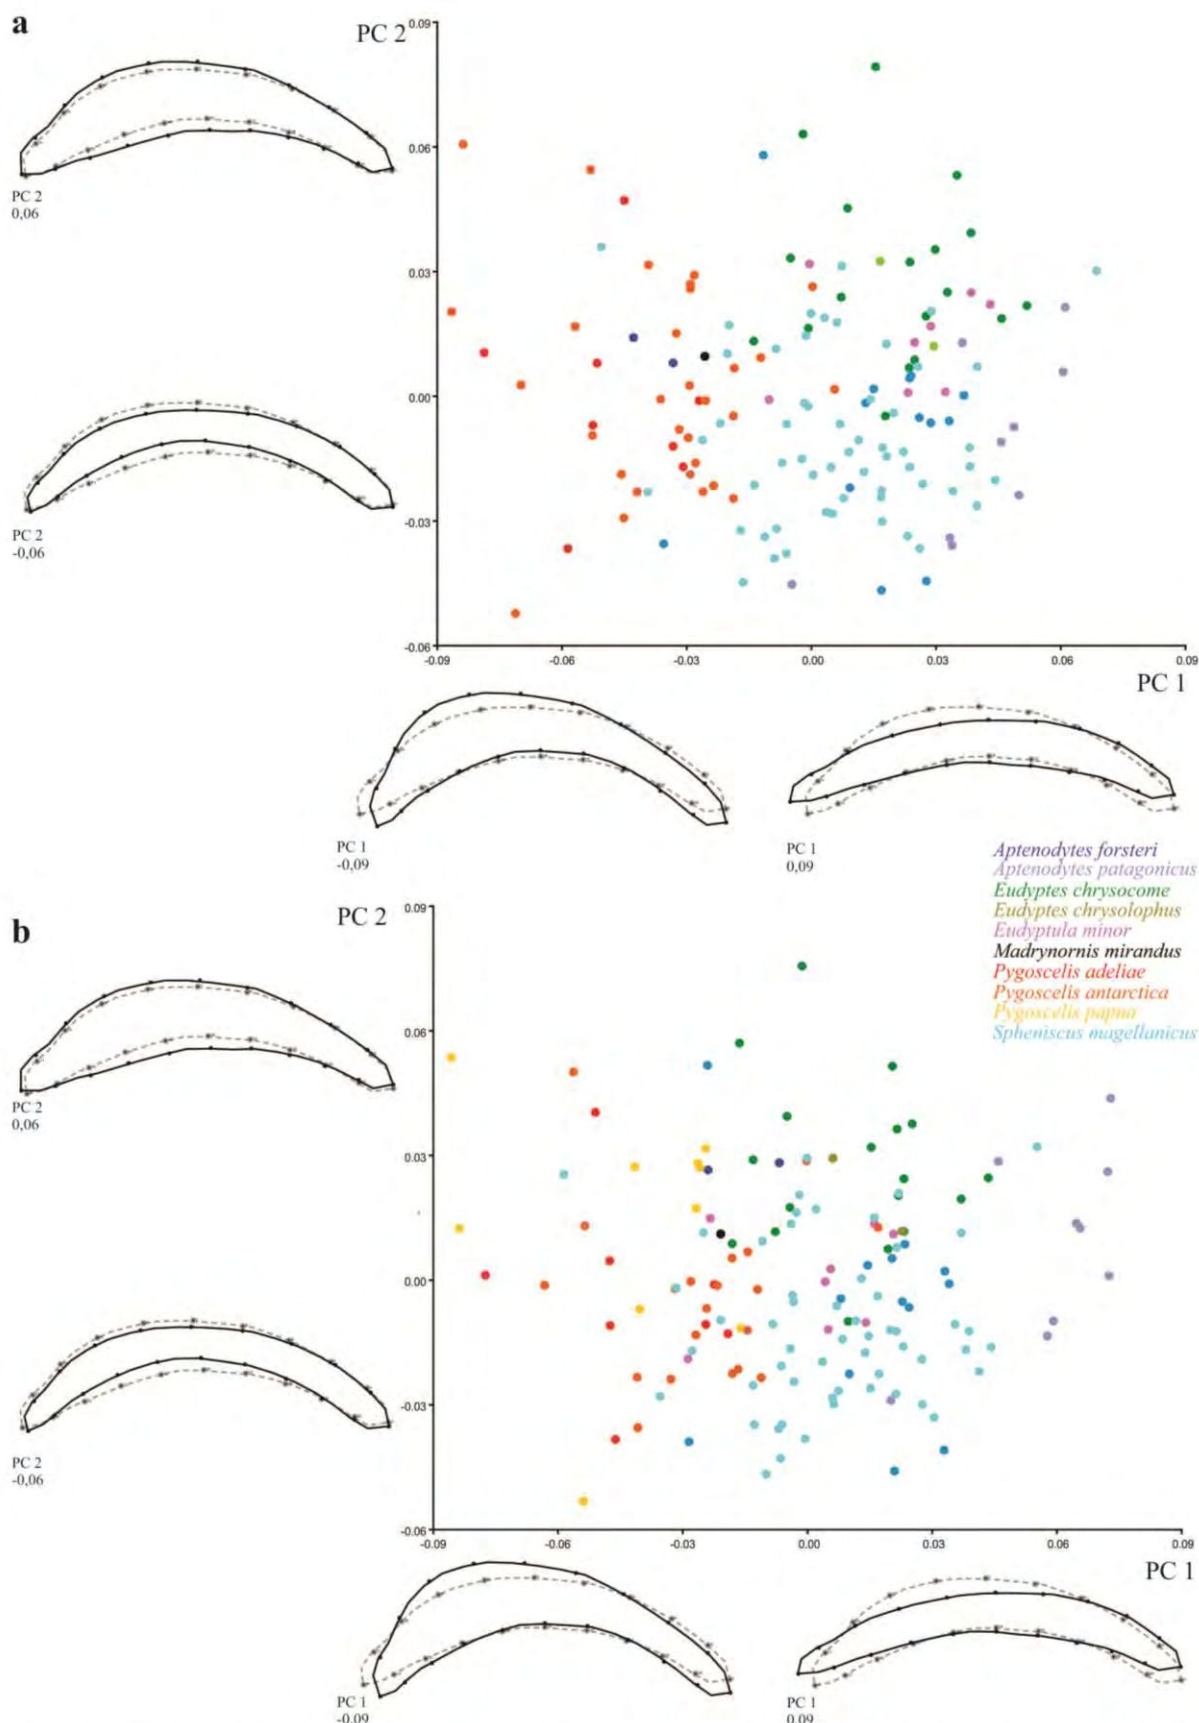 a
PC 2
0.09
0.06
0.03
0.00
-0.03
-0.06
-0.09
-0.06
-0.03
0.00
0.03
0.06
0.09
PC 1
PC 2
0,06
PC 2
-0,06
PC 1
-0,09
PC 1
0,09
Aptenodytes forsteri
Aptenodytes patagonicus
Eudyptes chrysocome
Eudyptes chrysolophus
Eudyptula minor
Madrynornis mirandus
Pygoscelis adeliae
Pygoscelis antarctica
Pygoscelis papua
Spheniscus magellanicus
b
PC 2
0.09
0.06
0.03
0.00
-0.03
-0.06
-0.09
-0.06
-0.03
0.00
0.03
0.06
0.09
PC 1
PC 2
0,06
PC 2
-0,06
PC 1
-0.09
PC 1
0.09